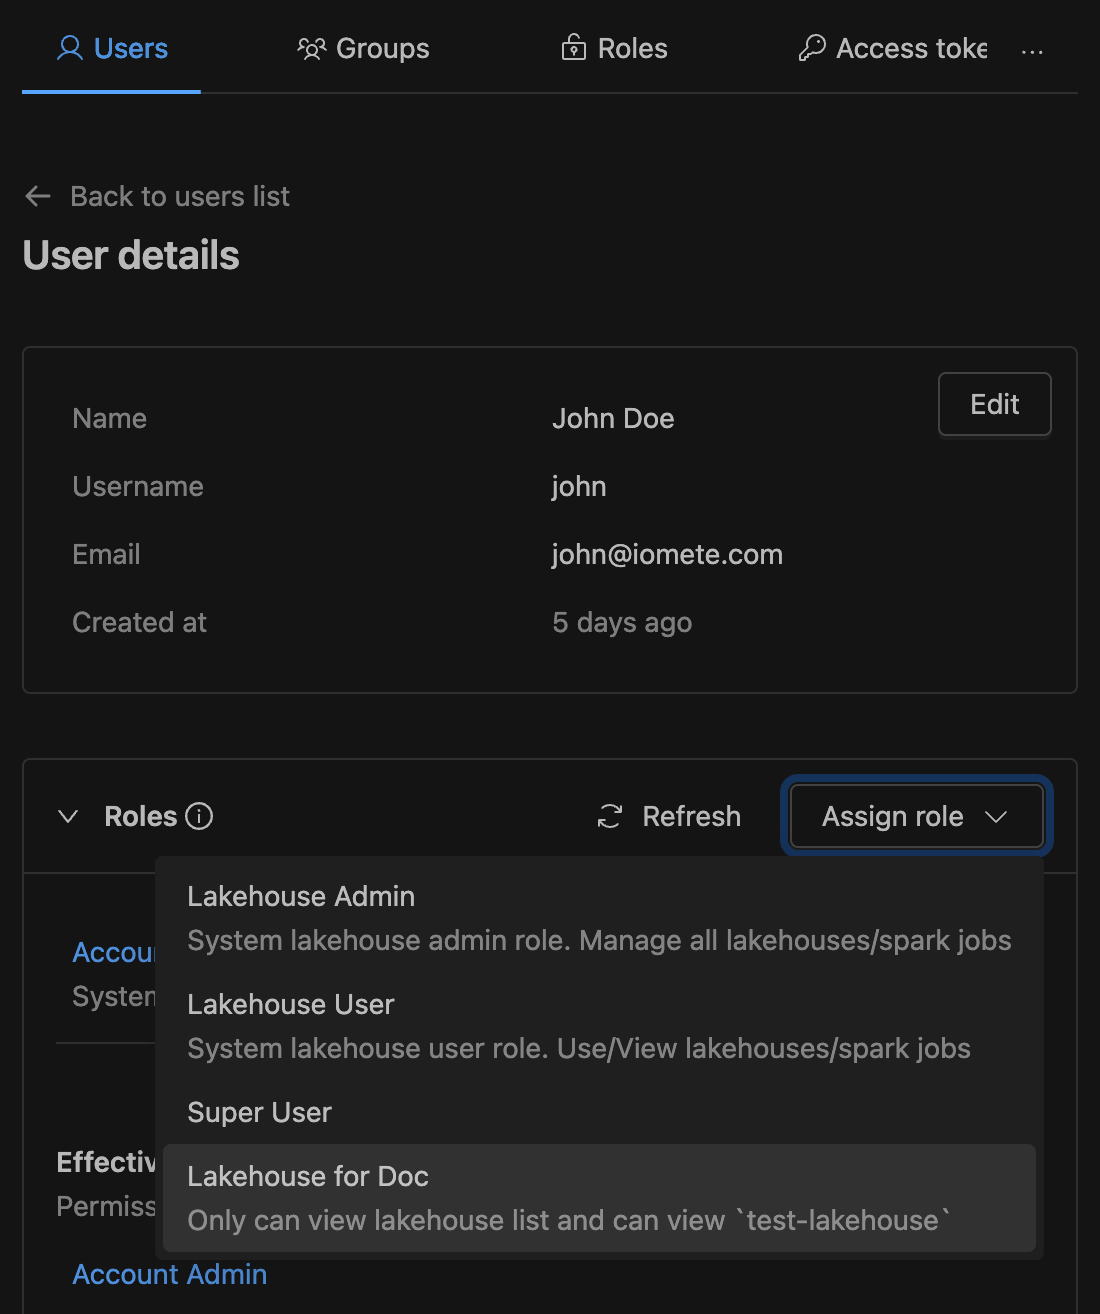 Users
Groups
Roles
Access toke
...
Back to users list
User details
Edit
Name
John Doe
Username
john
Email
john@iomete.com
Created at
5 days ago
Roles
Refresh
Assign role
Lakehouse Admin
System lakehouse admin role. Manage all lakehouses/spark jobs
Accou
System
Lakehouse User
System lakehouse user role. Use/View lakehouses/spark jobs
Super User
Effectiv
Lakehouse for Doc
Permiss
Only can view lakehouse list and can view `test-lakehouse`
Account Admin